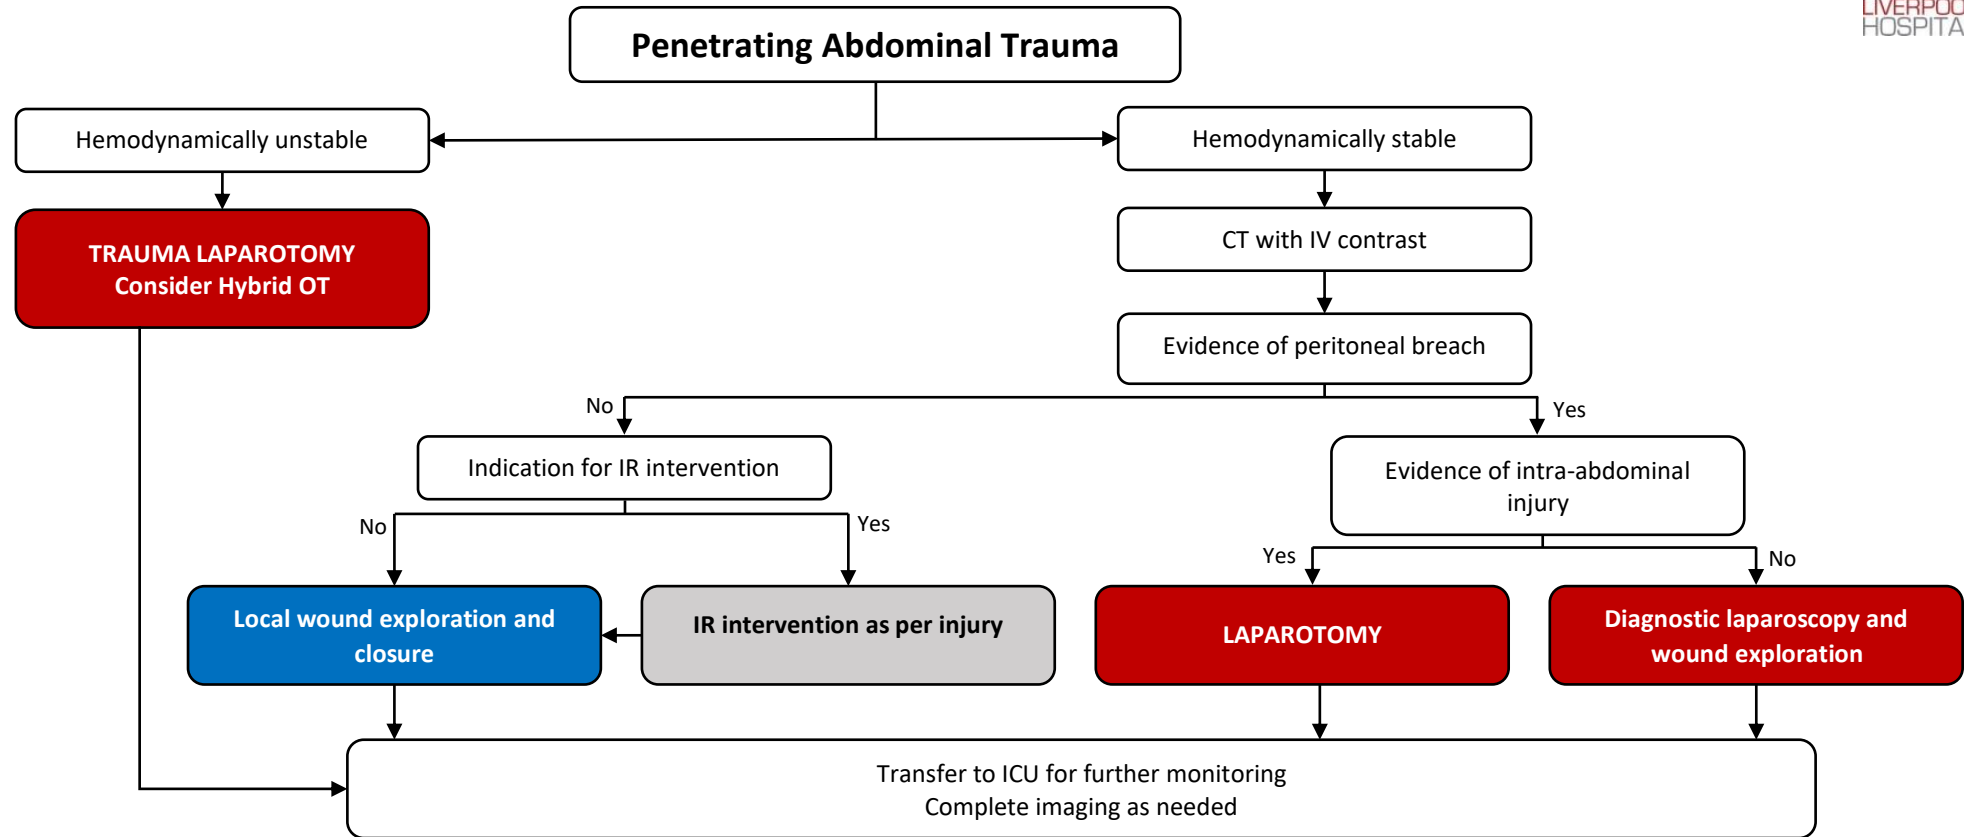 LIVERPOO
HOSPITA
Penetrating Abdominal Trauma
Hemodynamically unstable
Hemodynamically stable
TRAUMA LAPAROTOMY
Consider Hybrid OT
CT with IV contrast
Evidence of peritoneal breach
No
Yes
Indication for IR intervention
Evidence of intra-abdominal
injury
No
Yes
Yes
No
Local wound exploration and
closure
IR intervention as per injury
LAPAROTOMY
Diagnostic laparoscopy and
wound exploration
Transfer to ICU for further monitoring
Complete imaging as needed